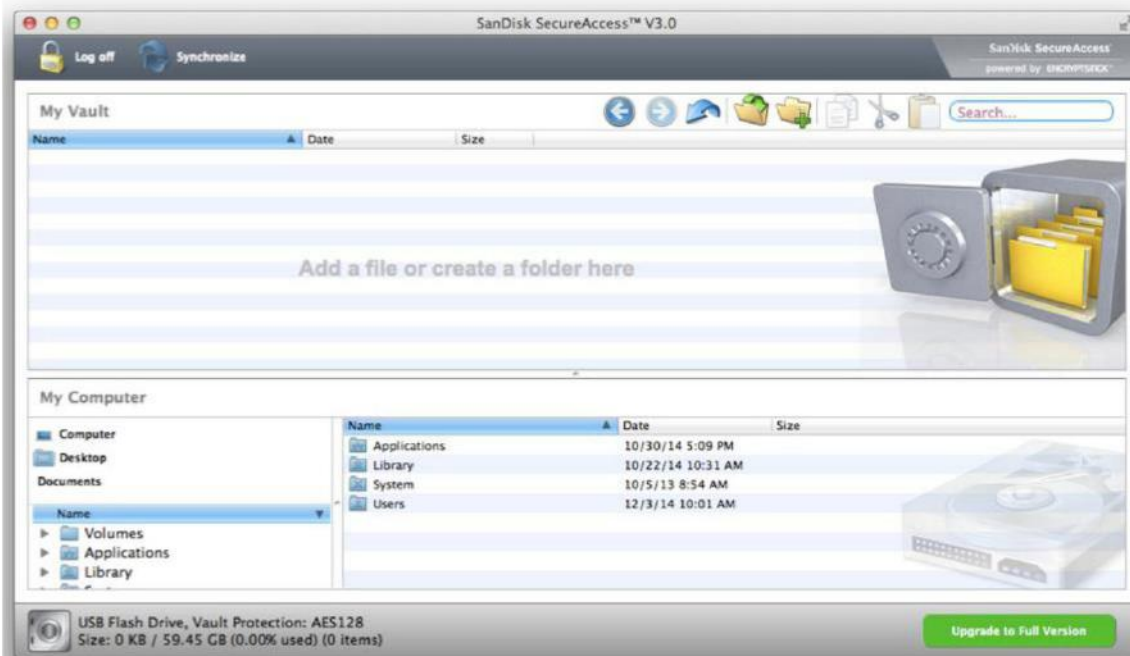 SanDisk SecureAccess™ V3.0
Log off
Synchronize
SanDisk SecureAccess
powered by ENCRYPTSTICK™
My Vault
Search...
Name Date Size
Add a file or create a folder here
My Computer
Computer
Desktop
Documents
Name
Volumes
Applications
Library
Name Date Size
Applications 10/30/14 5:09 PM
Library 10/22/14 10:31 AM
System 10/5/13 8:54 AM
Users 12/3/14 10:01 AM
USB Flash Drive, Vault Protection: AES128
Size: 0 KB / 59.45 GB (0.00% used) (0 items)
Upgrade to Full Version